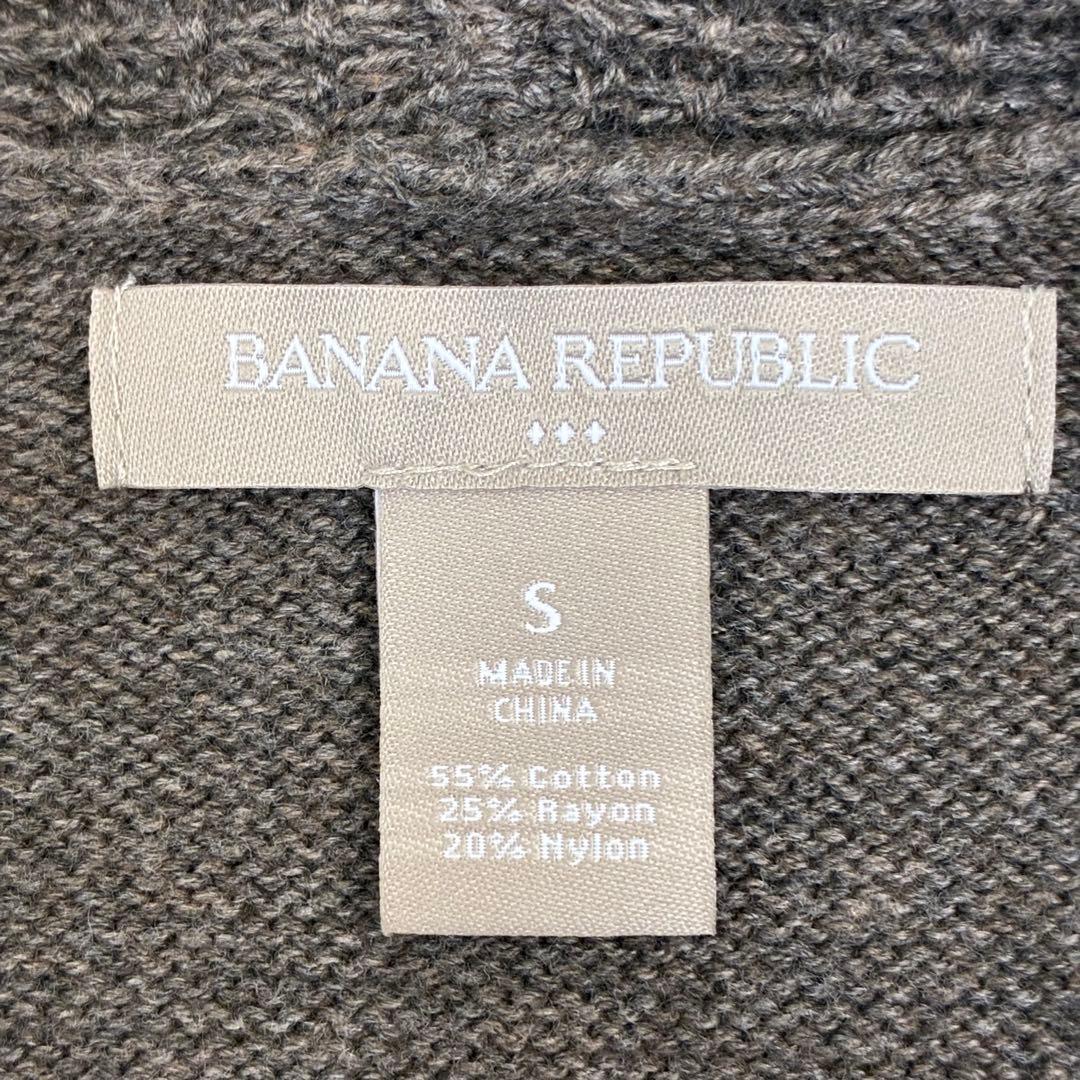 BANANA REPUBLIC
S
MADE IN
CHINA
55% Cotton
25% Rayon
20% Nylon